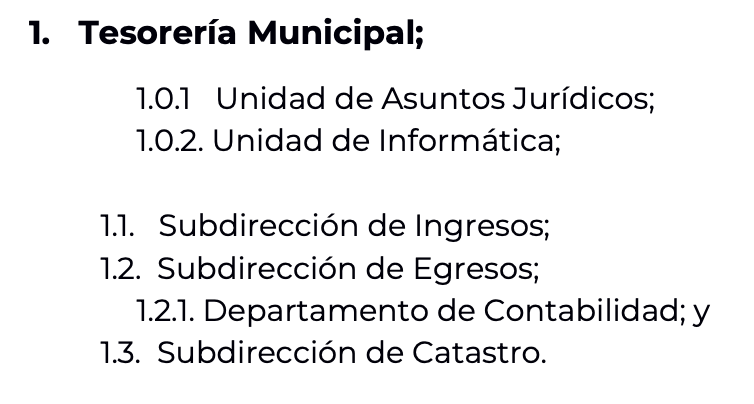 1. Tesorería Municipal;
1.0.1 Unidad de Asuntos Jurídicos;
1.0.2. Unidad de Informática;
1.1. Subdirección de Ingresos;
1.2. Subdirección de Egresos;
1.2.1. Departamento de Contabilidad; y
1.3. Subdirección de Catastro.